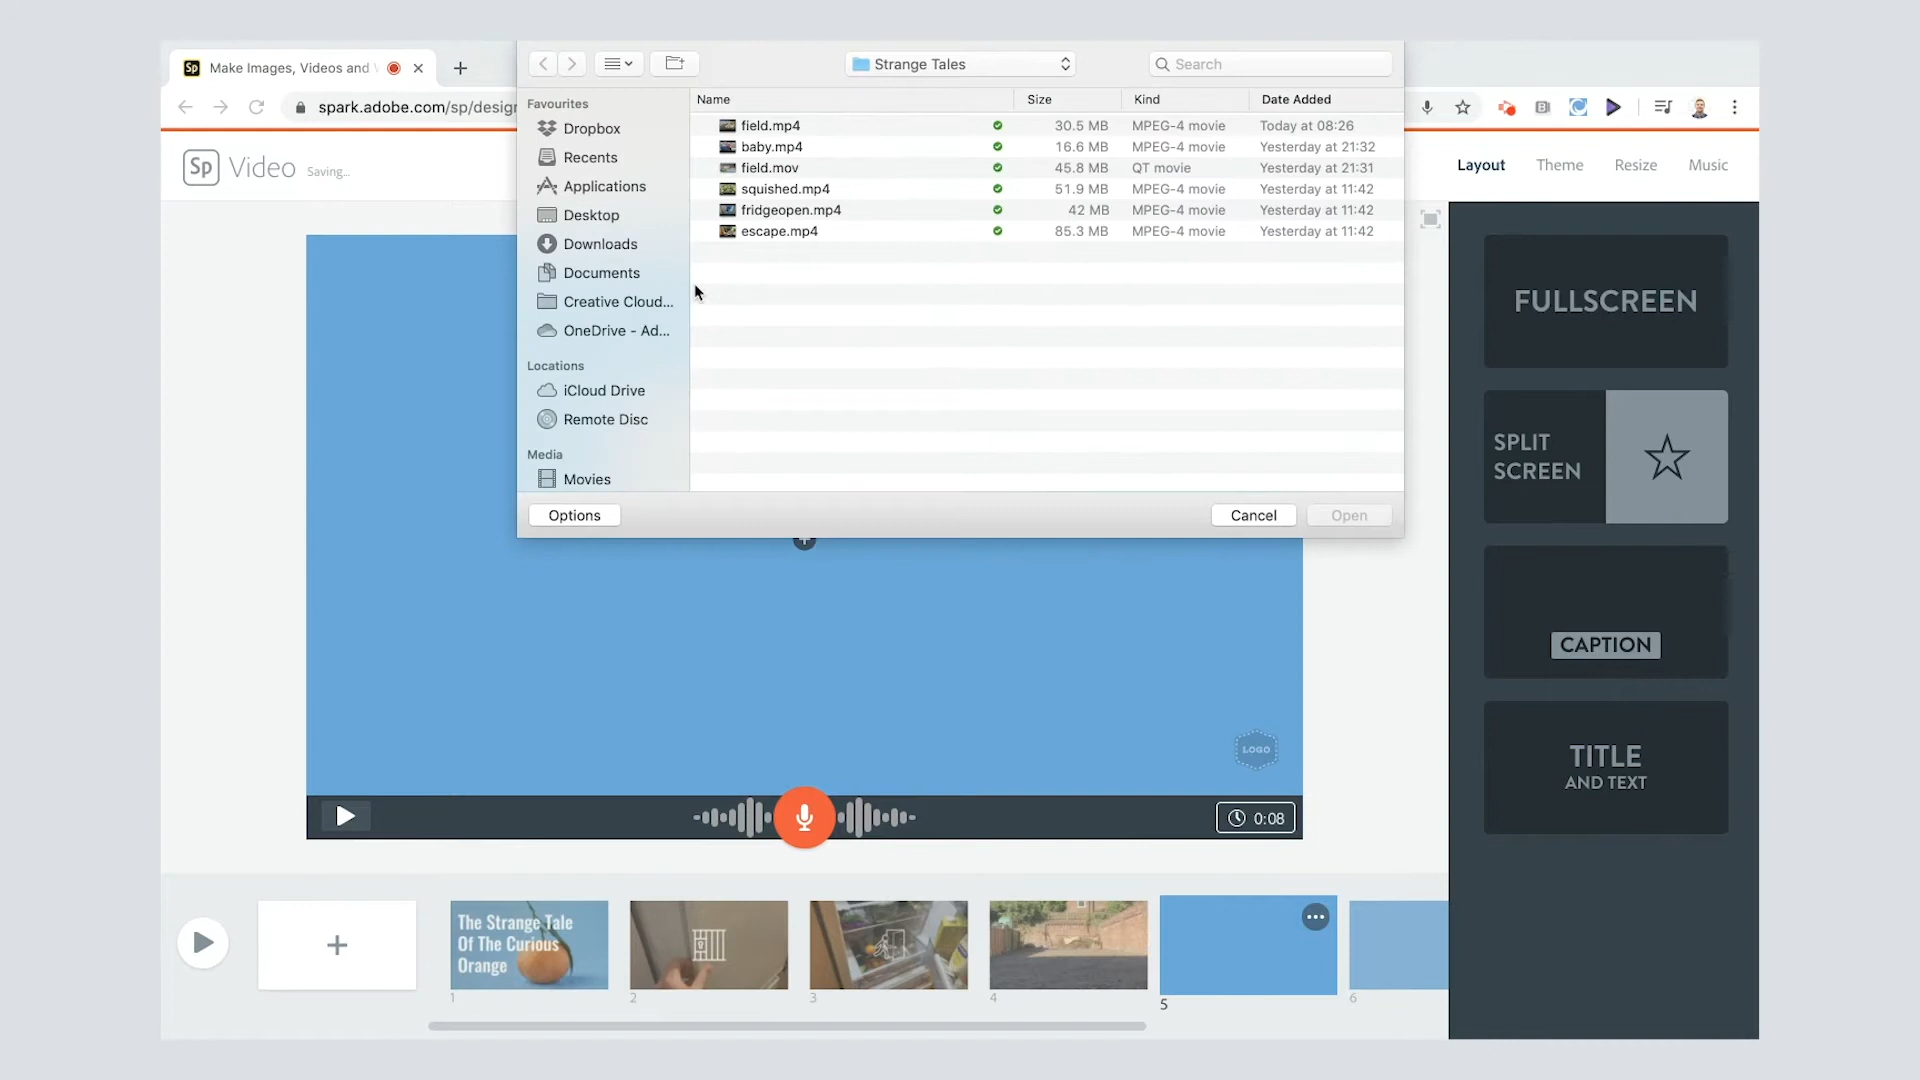 Sp Make Images, Videos and
spark.adobe.com/sp/design
Sp Video Saving...
Strange Tales
Search
Favourites
Dropbox
Recents
Applications
Desktop
Downloads
Documents
Creative Cloud...
OneDrive - Ad...
Locations
iCloud Drive
Remote Disc
Media
Movies
Name Size Kind Date Added
field.mp4 30.5 MB MPEG-4 movie Today at 08:26
baby.mp4 16.6 MB MPEG-4 movie Yesterday at 21:32
field.mov 45.8 MB QT movie Yesterday at 21:31
squished.mp4 51.9 MB MPEG-4 movie Yesterday at 11:42
fridgeopen.mp4 42 MB MPEG-4 movie Yesterday at 11:42
escape.mp4 85.3 MB MPEG-4 movie Yesterday at 11:42
Options Cancel Open
Layout Theme Resize Music
FULLSCREEN
SPLIT
SCREEN
CAPTION
TITLE
AND TEXT
LOGO
0:08
The Strange Tale
Of The Curious
Orange
1 2 3 4 5 6